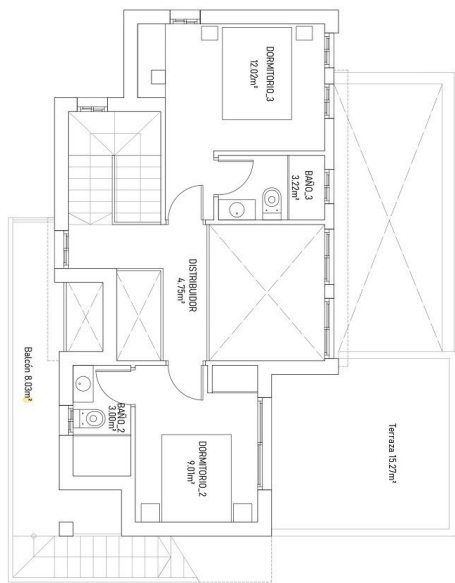 DORMITORIO_3
12.02m²
BAÑO_3
3.22m²
DISTRIBUIDOR
4.75m²
Balcón 8.03m²
BAÑO_2
3.00m²
DORMITORIO_2
9.01m²
Terraza 15.27m²